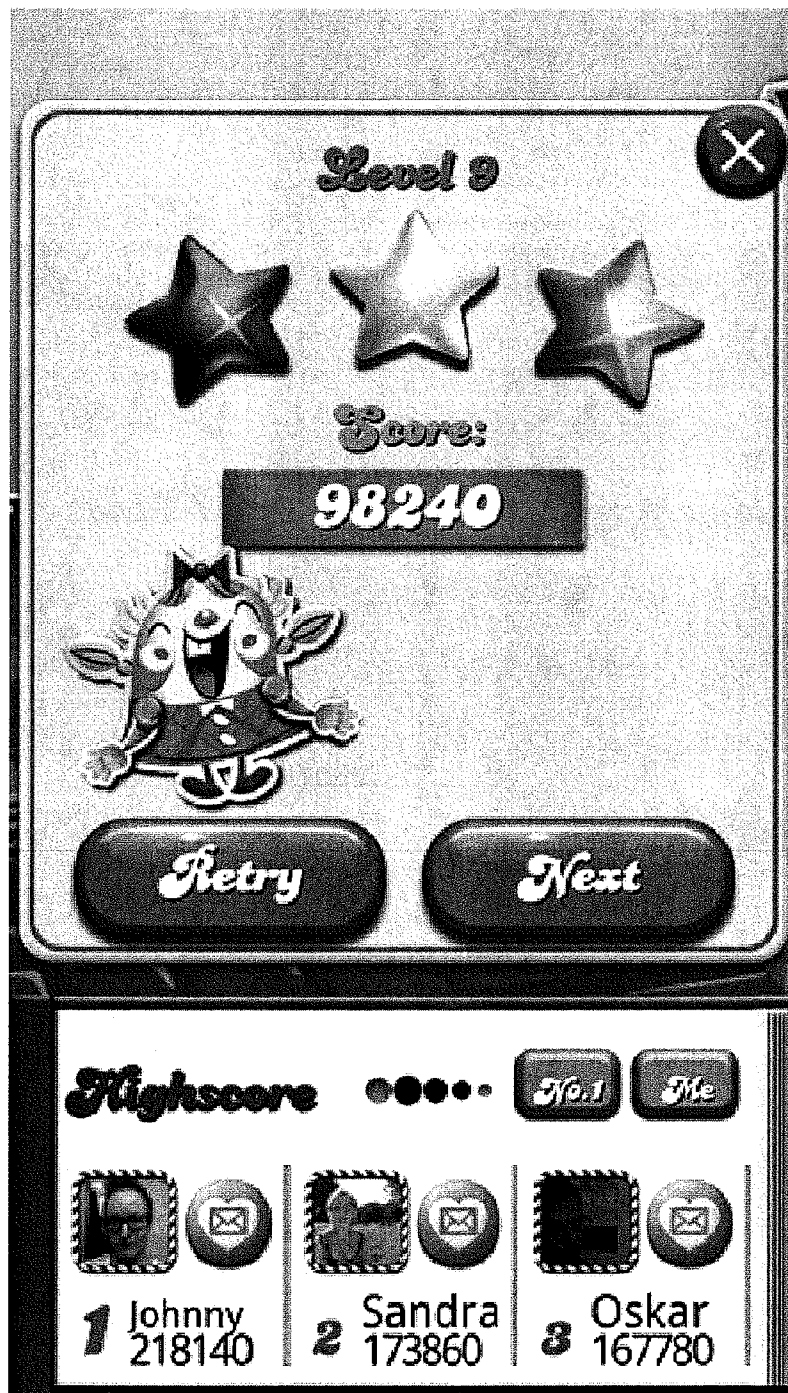 Level 9
Score:
98240
Retry Next
Highscore No.1 Me
1 Johnny 2 Sandra 3 Oskar
218140 173860 167780